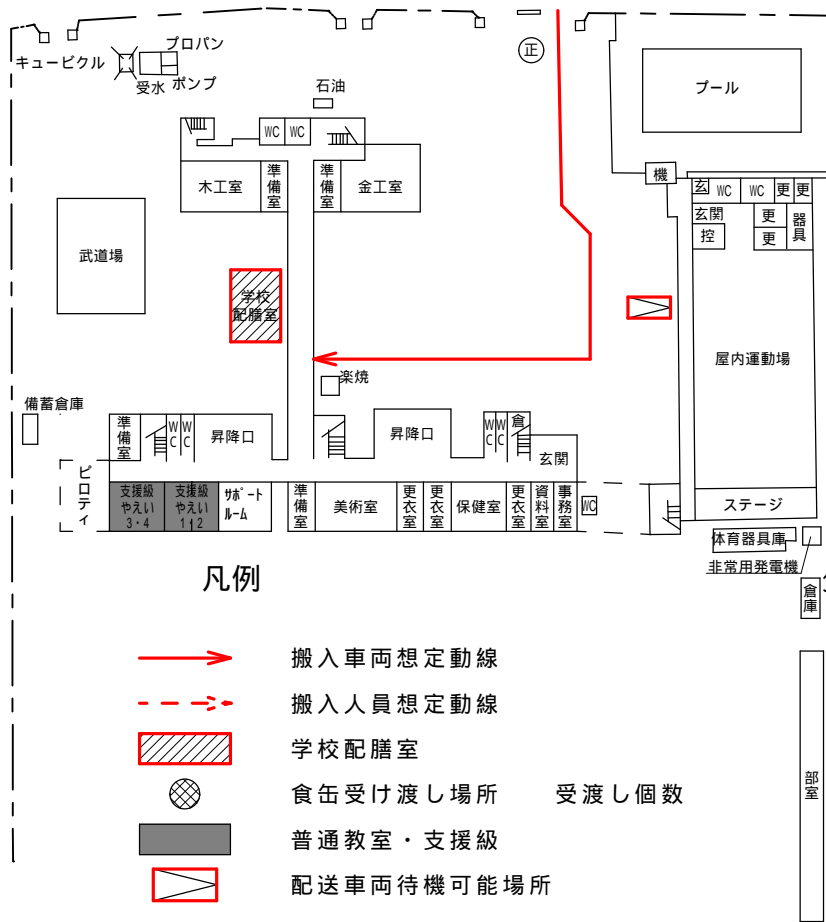 正
プロパン
キュービクル
受水
ポンプ
石油
プール
WC
WC
木工室
準備室
準備室
金工室
機
玄
WC
WC
更
更
玄関
更
器具
控
更
武道場
学校
配膳室
屋内運動場
楽焼
備蓄倉庫
準備室
WC
WC
昇降口
昇降口
WC
WC
倉
玄関
ピロティ
支援級
やえい
3・4
支援級
やえい
1・2
サポート
ルーム
準備室
美術室
更衣室
更衣室
保健室
更衣室
資料室
事務室
WC
ステージ
体育器具庫
非常用発電機
倉庫
凡例
搬入車両想定動線
搬入人員想定動線
学校配膳室
食缶受け渡し場所 受渡し個数
普通教室・支援級
配送車両待機可能場所
部室